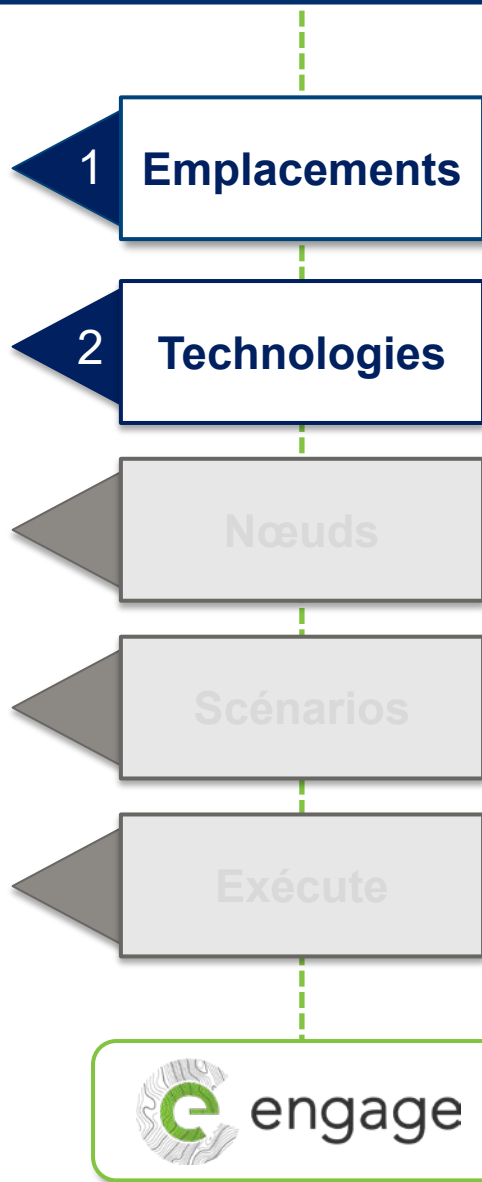 1 Emplacements
2 Technologies
Nœuds
Scénarios
Exécute
e engage